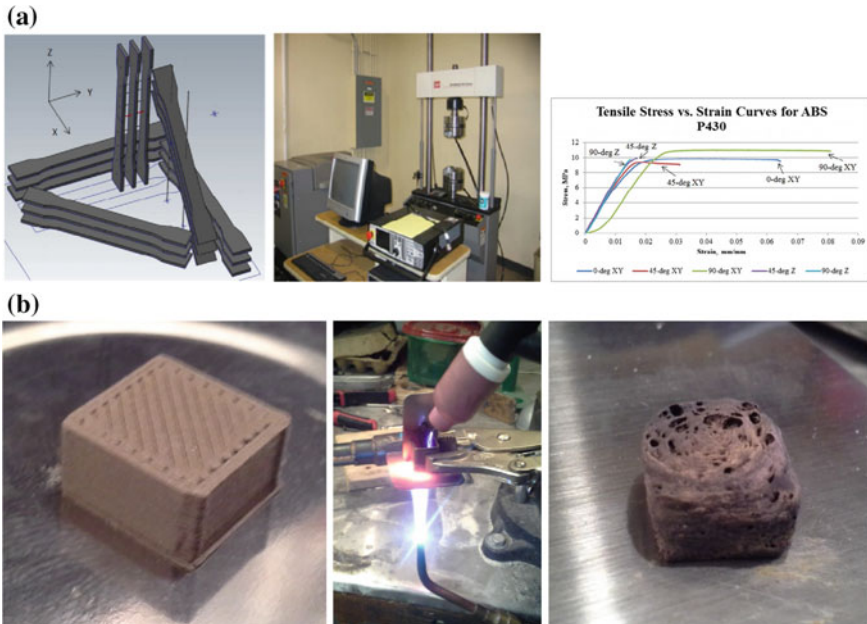 (a)
Z
Y
X
Tensile Stress vs. Strain Curves for ABS
P430
12
10
8
6
4
2
0
Stress, MPa
90-deg Z
45-deg Z
45-deg XY
0-deg XY
90-deg XY
0 0.01 0.02 0.03 0.04 0.05 0.06 0.07 0.08 0.09
Strain, mm/mm
0-deg XY 45-deg XY 90-deg XY 45-deg Z 90-deg Z
(b)